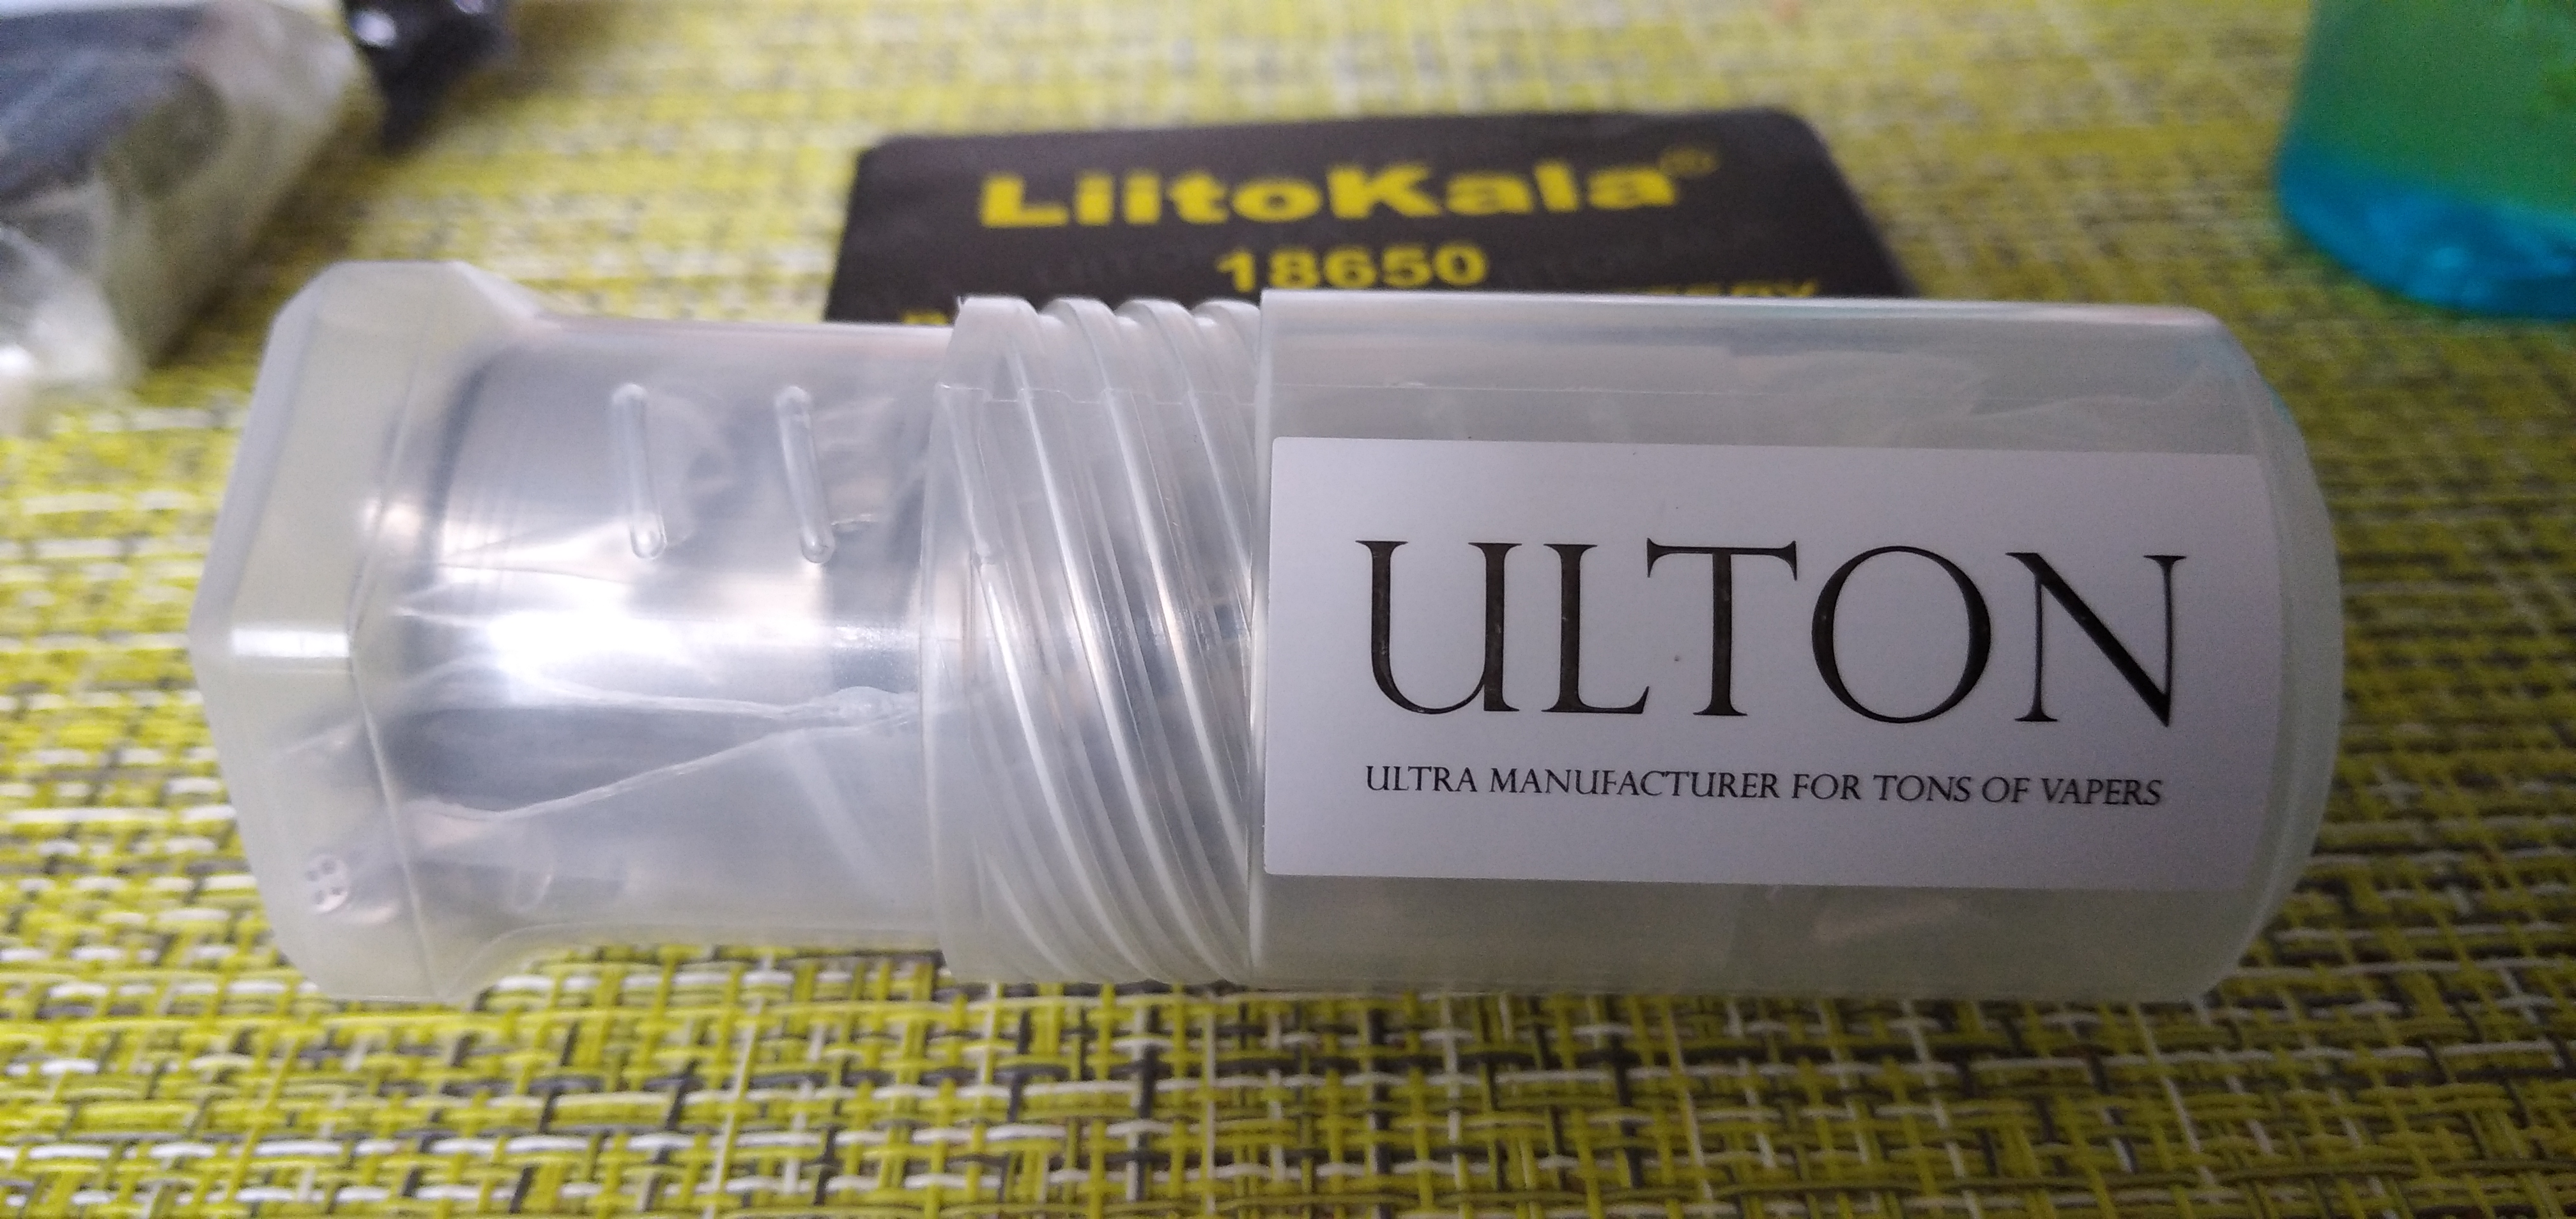 LiitoKala®
18650
ULTON
ULTRA MANUFACTURER FOR TONS OF VAPERS